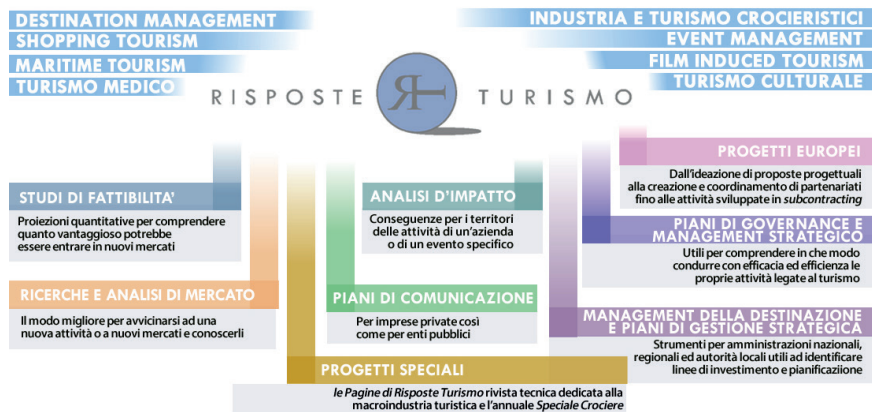 DESTINATION MANAGEMENT
SHOPPING TOURISM
MARITIME TOURISM
TURISMO MEDICO
INDUSTRIA E TURISMO CROCIERISTICI
EVENT MANAGEMENT
FILM INDUCED TOURISM
TURISMO CULTURALE
RISPOSTE RT TURISMO
STUDI DI FATTIBILITA'
Proiezioni quantitative per comprendere
quanto vantaggioso potrebbe
essere entrare in nuovi mercati
ANALISI D'IMPATTO
Conseguenze per i territori
delle attività di un'azienda
o di un evento specifico
PROGETTI EUROPEI
Dall'ideazione di proposte progettuali
alla creazione e coordinamento di partenariati
fino alle attività sviluppate in subcontracting
PIANI DI GOVERNANCE E
MANAGEMENT STRATEGICO
Utili per comprendere in che modo
condurre con efficacia ed efficienza le
proprie attività legate al turismo
RICERCHE E ANALISI DI MERCATO
Il modo migliore per avvicinarsi ad una
nuova attività o a nuovi mercati e conoscerli
PIANI DI COMUNICAZIONE
Per imprese private così
come per enti pubblici
MANAGEMENT DELLA DESTINAZIONE
E PIANI DI GESTIONE STRATEGICA
Strumenti per amministrazioni nazionali,
regionali ed autorità locali utili ad identificare
linee di investimento e pianificaziione
PROGETTI SPECIALI
le Pagine di Risposte Turismo rivista tecnica dedicata alla
macroindustria turistica e l'annuale Speciale Crociere